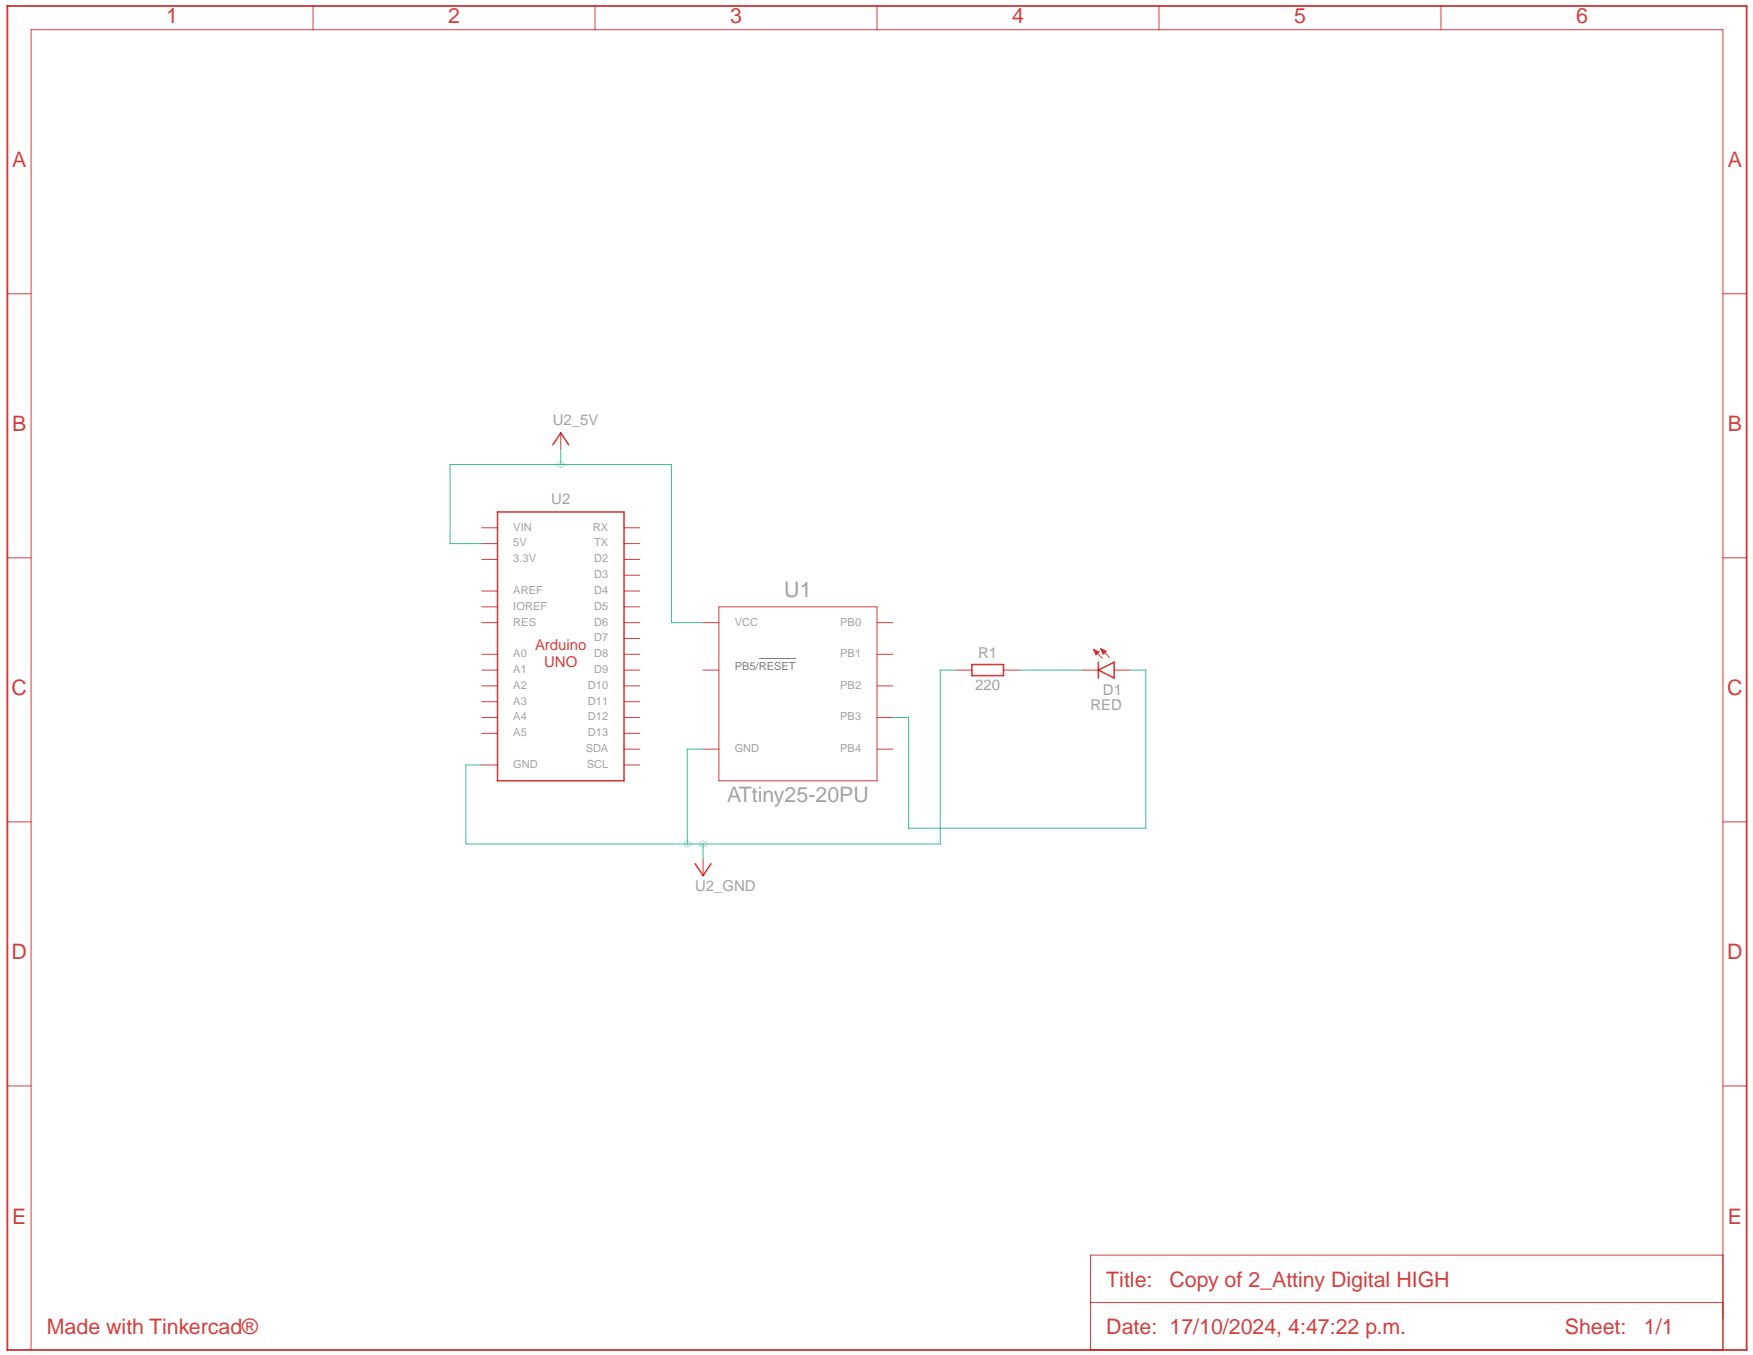 1 2 3 4 5 6
A A
B B
U2_5V
U2
VIN RX
5V TX
3.3V D2
D3
AREF D4
IOREF D5
RES D6
D7
A0 D8
A1 D9
A2 D10
A3 D11
A4 D12
A5 D13
SDA
GND SCL
Arduino
UNO
U1
VCC PB0
PB1
PB5/RESET
PB2
PB3
GND PB4
ATtiny25-20PU
R1
220
D1
RED
C C
U2_GND
D D
E E
Title: Copy of 2_Attiny Digital HIGH
Made with Tinkercad®
Date: 17/10/2024, 4:47:22 p.m. Sheet: 1/1